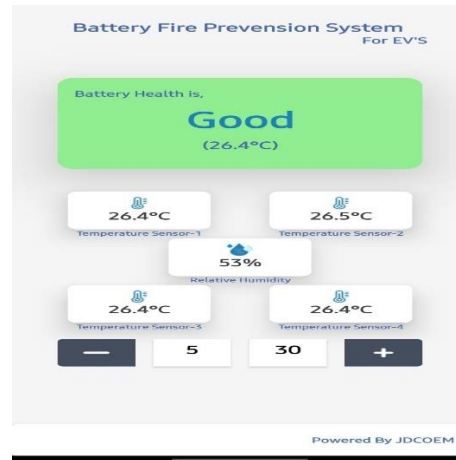 Battery Fire Prevension System
For EV'S
Battery Health is,
Good
(26.4°C)
26.4°C
Temperature Sensor-1
26.5°C
Temperature Sensor-2
53%
Relative Humidity
26.4°C
Temperature Sensor-3
26.4°C
Temperature Sensor-4
— 5 30 +
Powered By JDCOEM